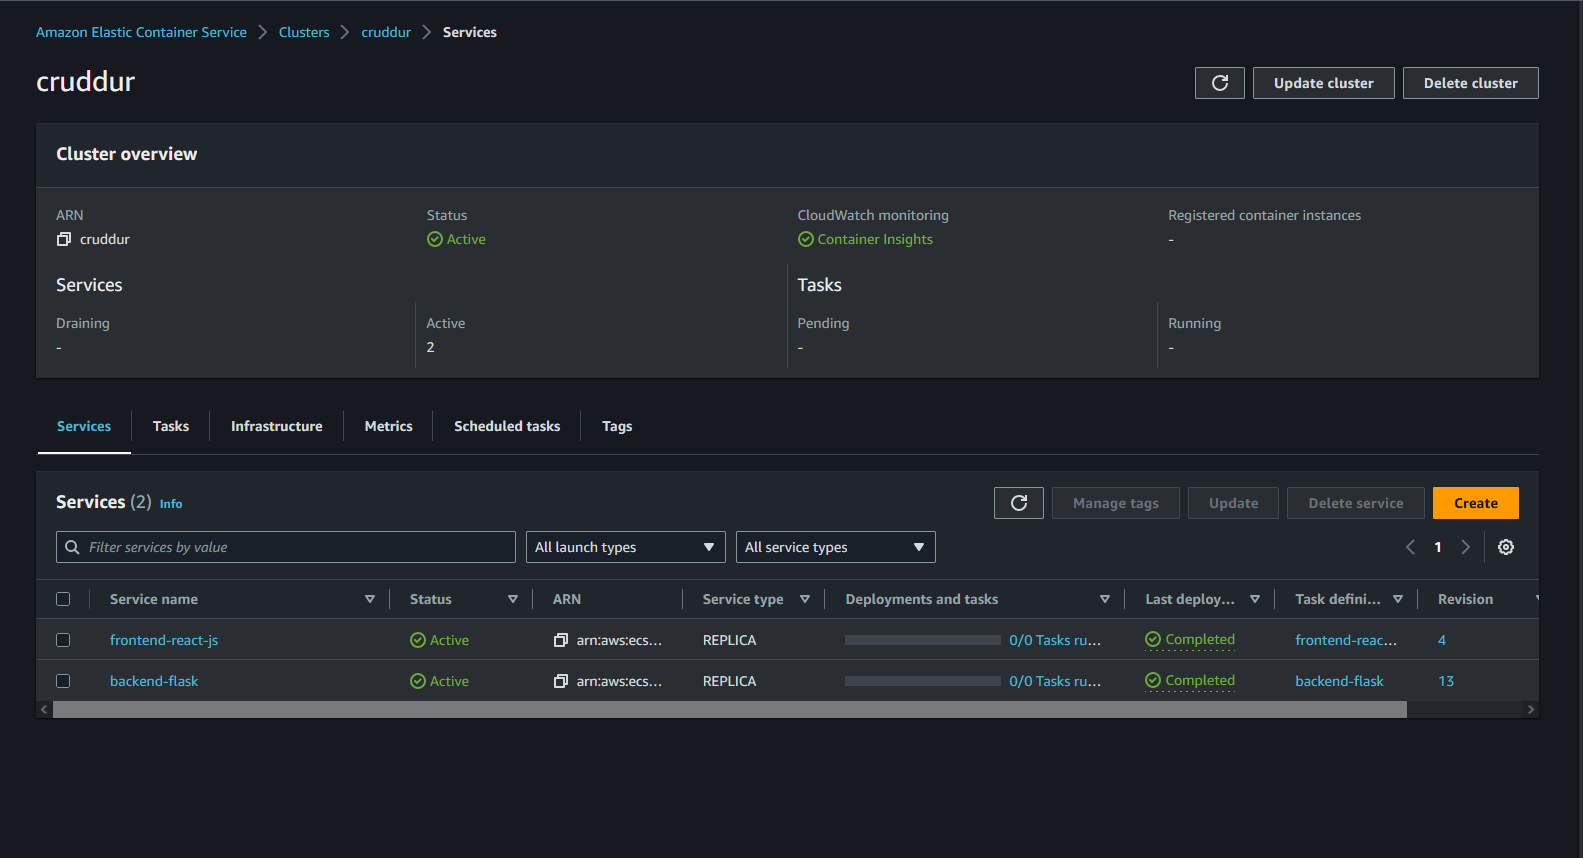 Amazon Elastic Container Service > Clusters > cruddur > Services
cruddur
Update cluster
Delete cluster
Cluster overview
ARN Status CloudWatch monitoring Registered container instances
cruddur Active Container Insights -
Services Tasks
Draining Active Pending Running
- 2 - -
Services Tasks Infrastructure Metrics Scheduled tasks Tags
Services (2) Info Manage tags Update Delete service Create
Filter services by value All launch types All service types < 1 >
Service name Status ARN Service type Deployments and tasks Last deploy... Task defini... Revision
frontend-react-js Active arn:aws:ecs... REPLICA 0/0 Tasks ru... Completed frontend-reac... 4
backend-flask Active arn:aws:ecs... REPLICA 0/0 Tasks ru... Completed backend-flask 13